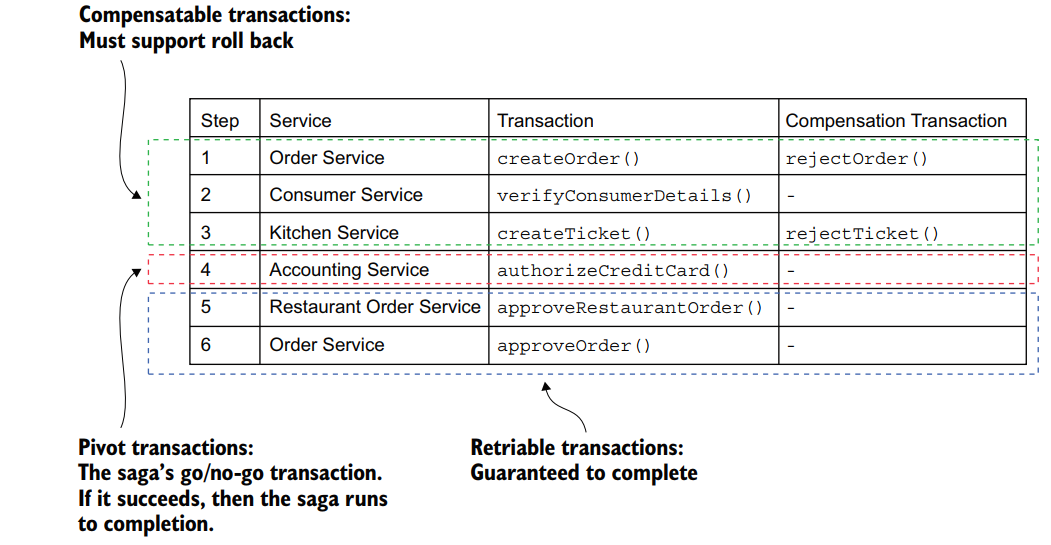 Compensatable transactions:
Must support roll back
Step Service Transaction Compensation Transaction
1 Order Service createOrder() rejectOrder()
2 Consumer Service verifyConsumerDetails() -
3 Kitchen Service createTicket() rejectTicket()
4 Accounting Service authorizeCreditCard() -
5 Restaurant Order Service approveRestaurantOrder() -
6 Order Service approveOrder() -
Pivot transactions:
The saga's go/no-go transaction.
If it succeeds, then the saga runs
to completion.
Retriable transactions:
Guaranteed to complete